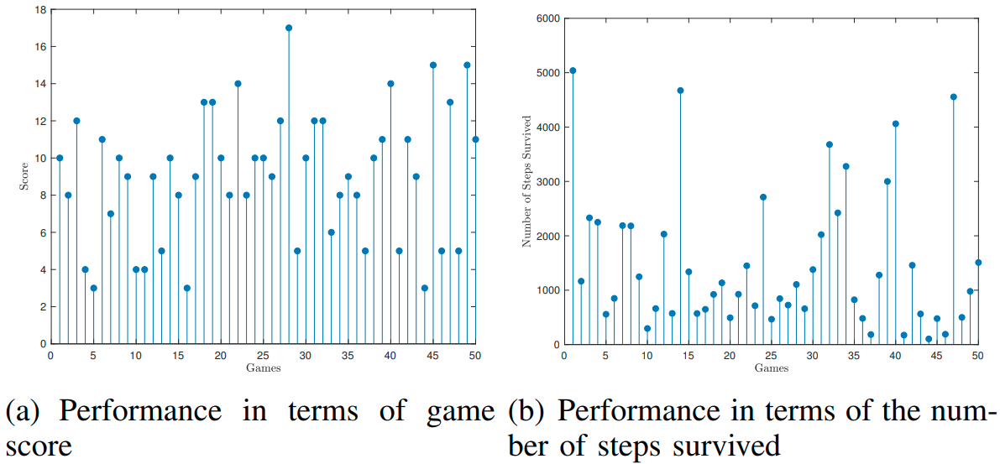 18
16
14
12
10
8
6
4
2
0
Score
0 5 10 15 20 25 30 35 40 45 50
Games
6000
5000
4000
3000
2000
1000
0
Number of Steps Survived
0 5 10 15 20 25 30 35 40 45 50
Games
(a) Performance in terms of game
score
(b) Performance in terms of the num-
ber of steps survived